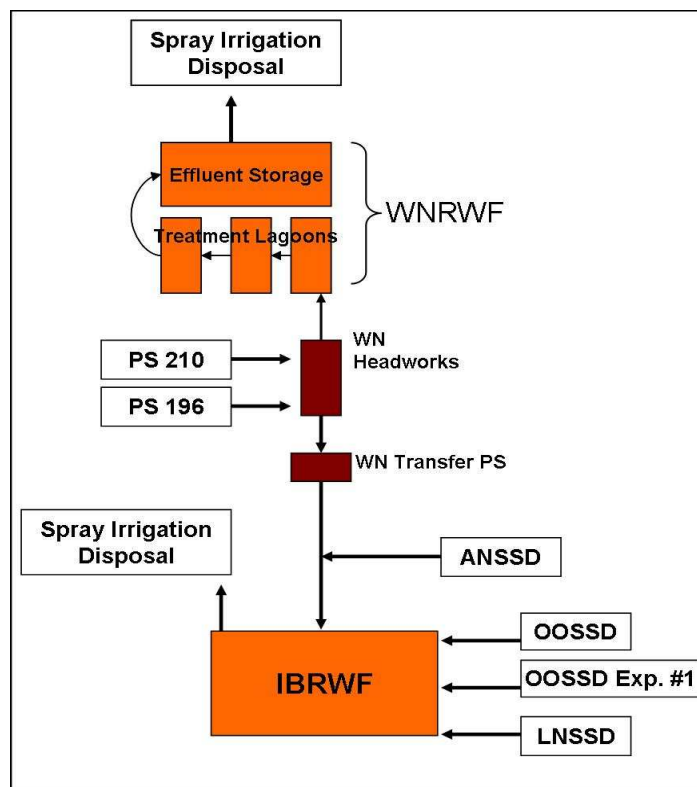 Spray Irrigation
Disposal
Effluent Storage
Treatment Lagoons
WNRWF
WN
Headworks
PS 210
PS 196
WN Transfer PS
Spray Irrigation
Disposal
ANSSD
OOSSD
IBRWF
OOSSD Exp. #1
LNSSD